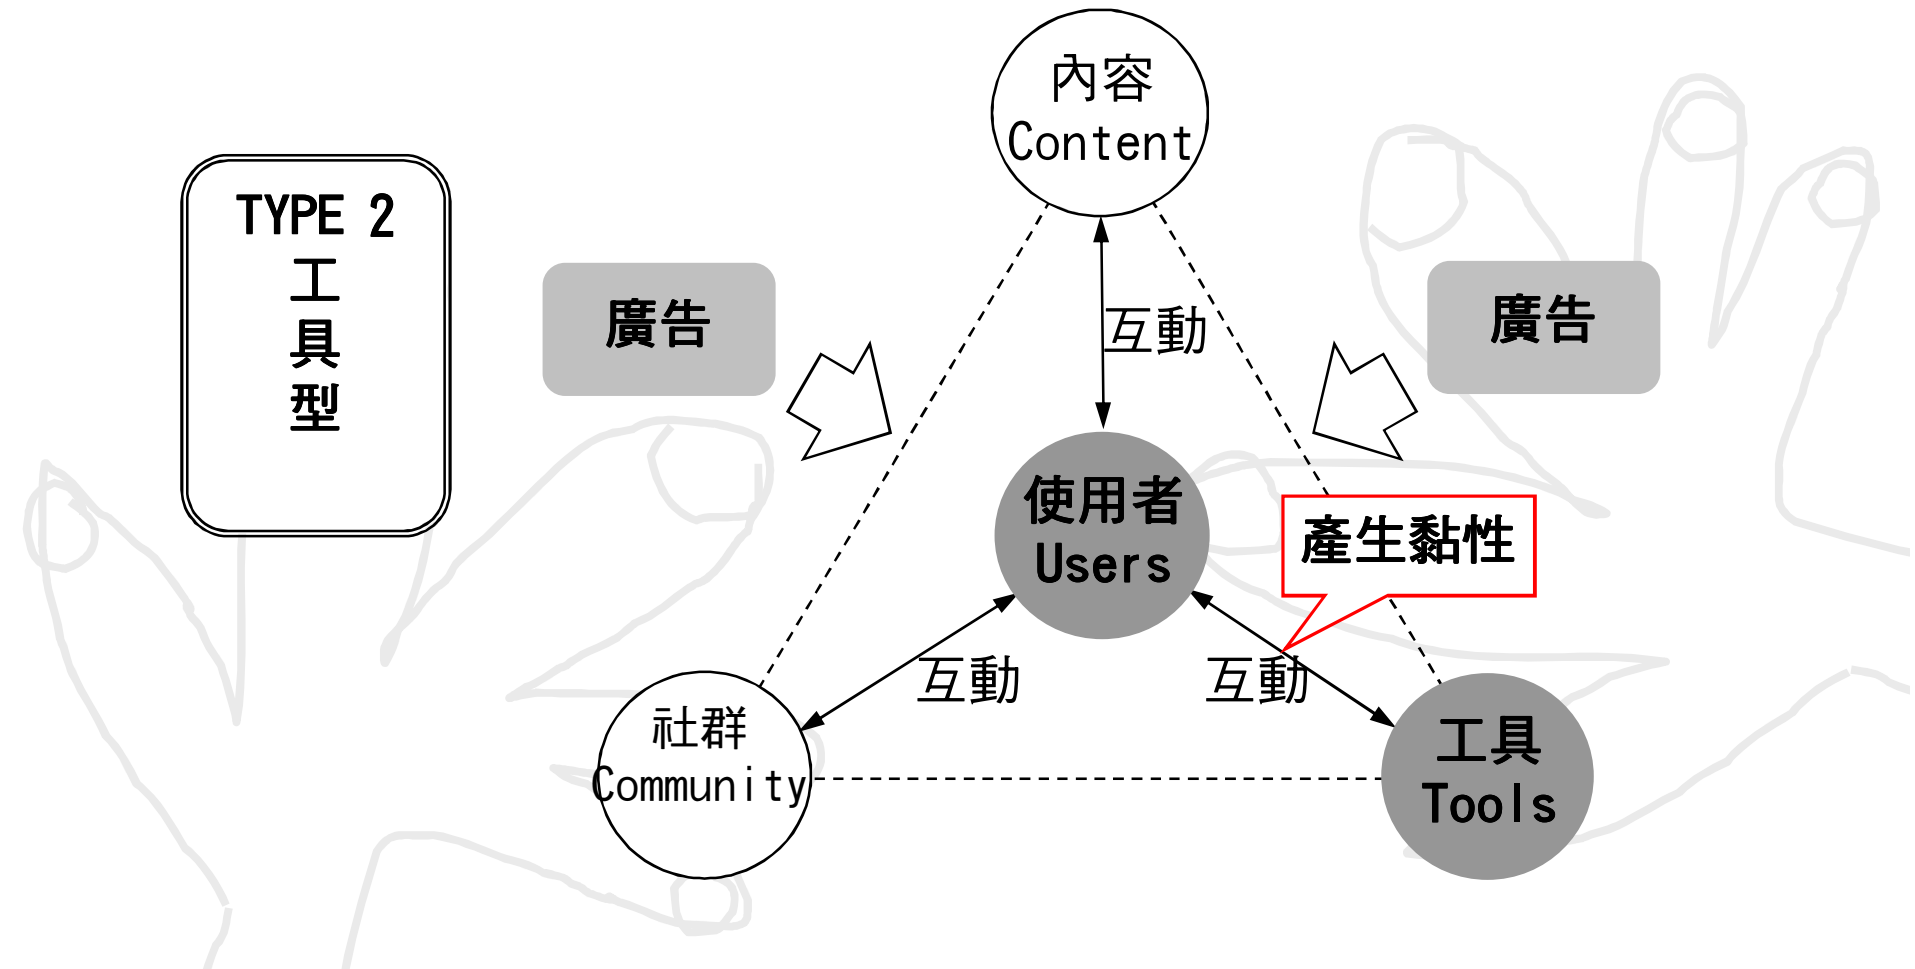 內容
Content
TYPE 2
工
具
型
廣告
廣告
互動
使用者
Users
產生黏性
互動
互動
社群
Community
工具
Tools